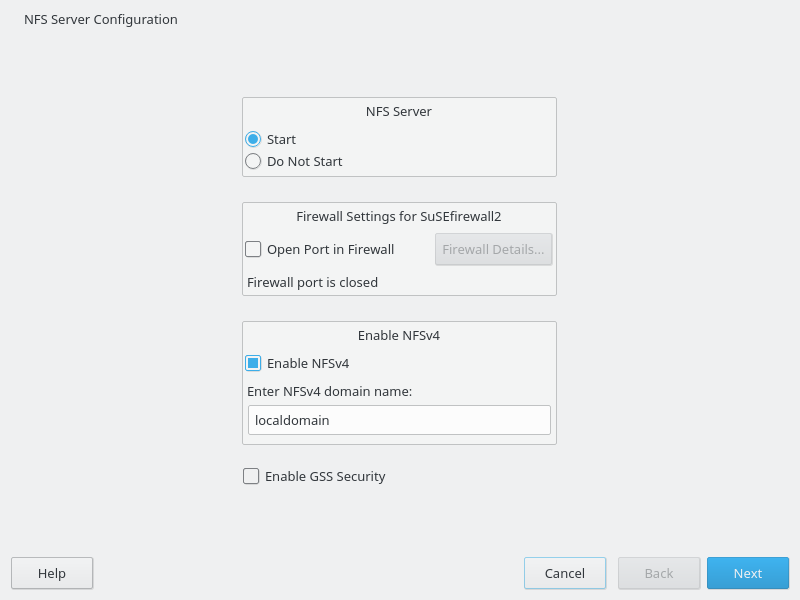 NFS Server Configuration
NFS Server
Start
Do Not Start
Firewall Settings for SuSEfirewall2
Open Port in Firewall
Firewall Details...
Firewall port is closed
Enable NFSv4
Enable NFSv4
Enter NFSv4 domain name:
localdomain
Enable GSS Security
Help
Cancel
Back
Next